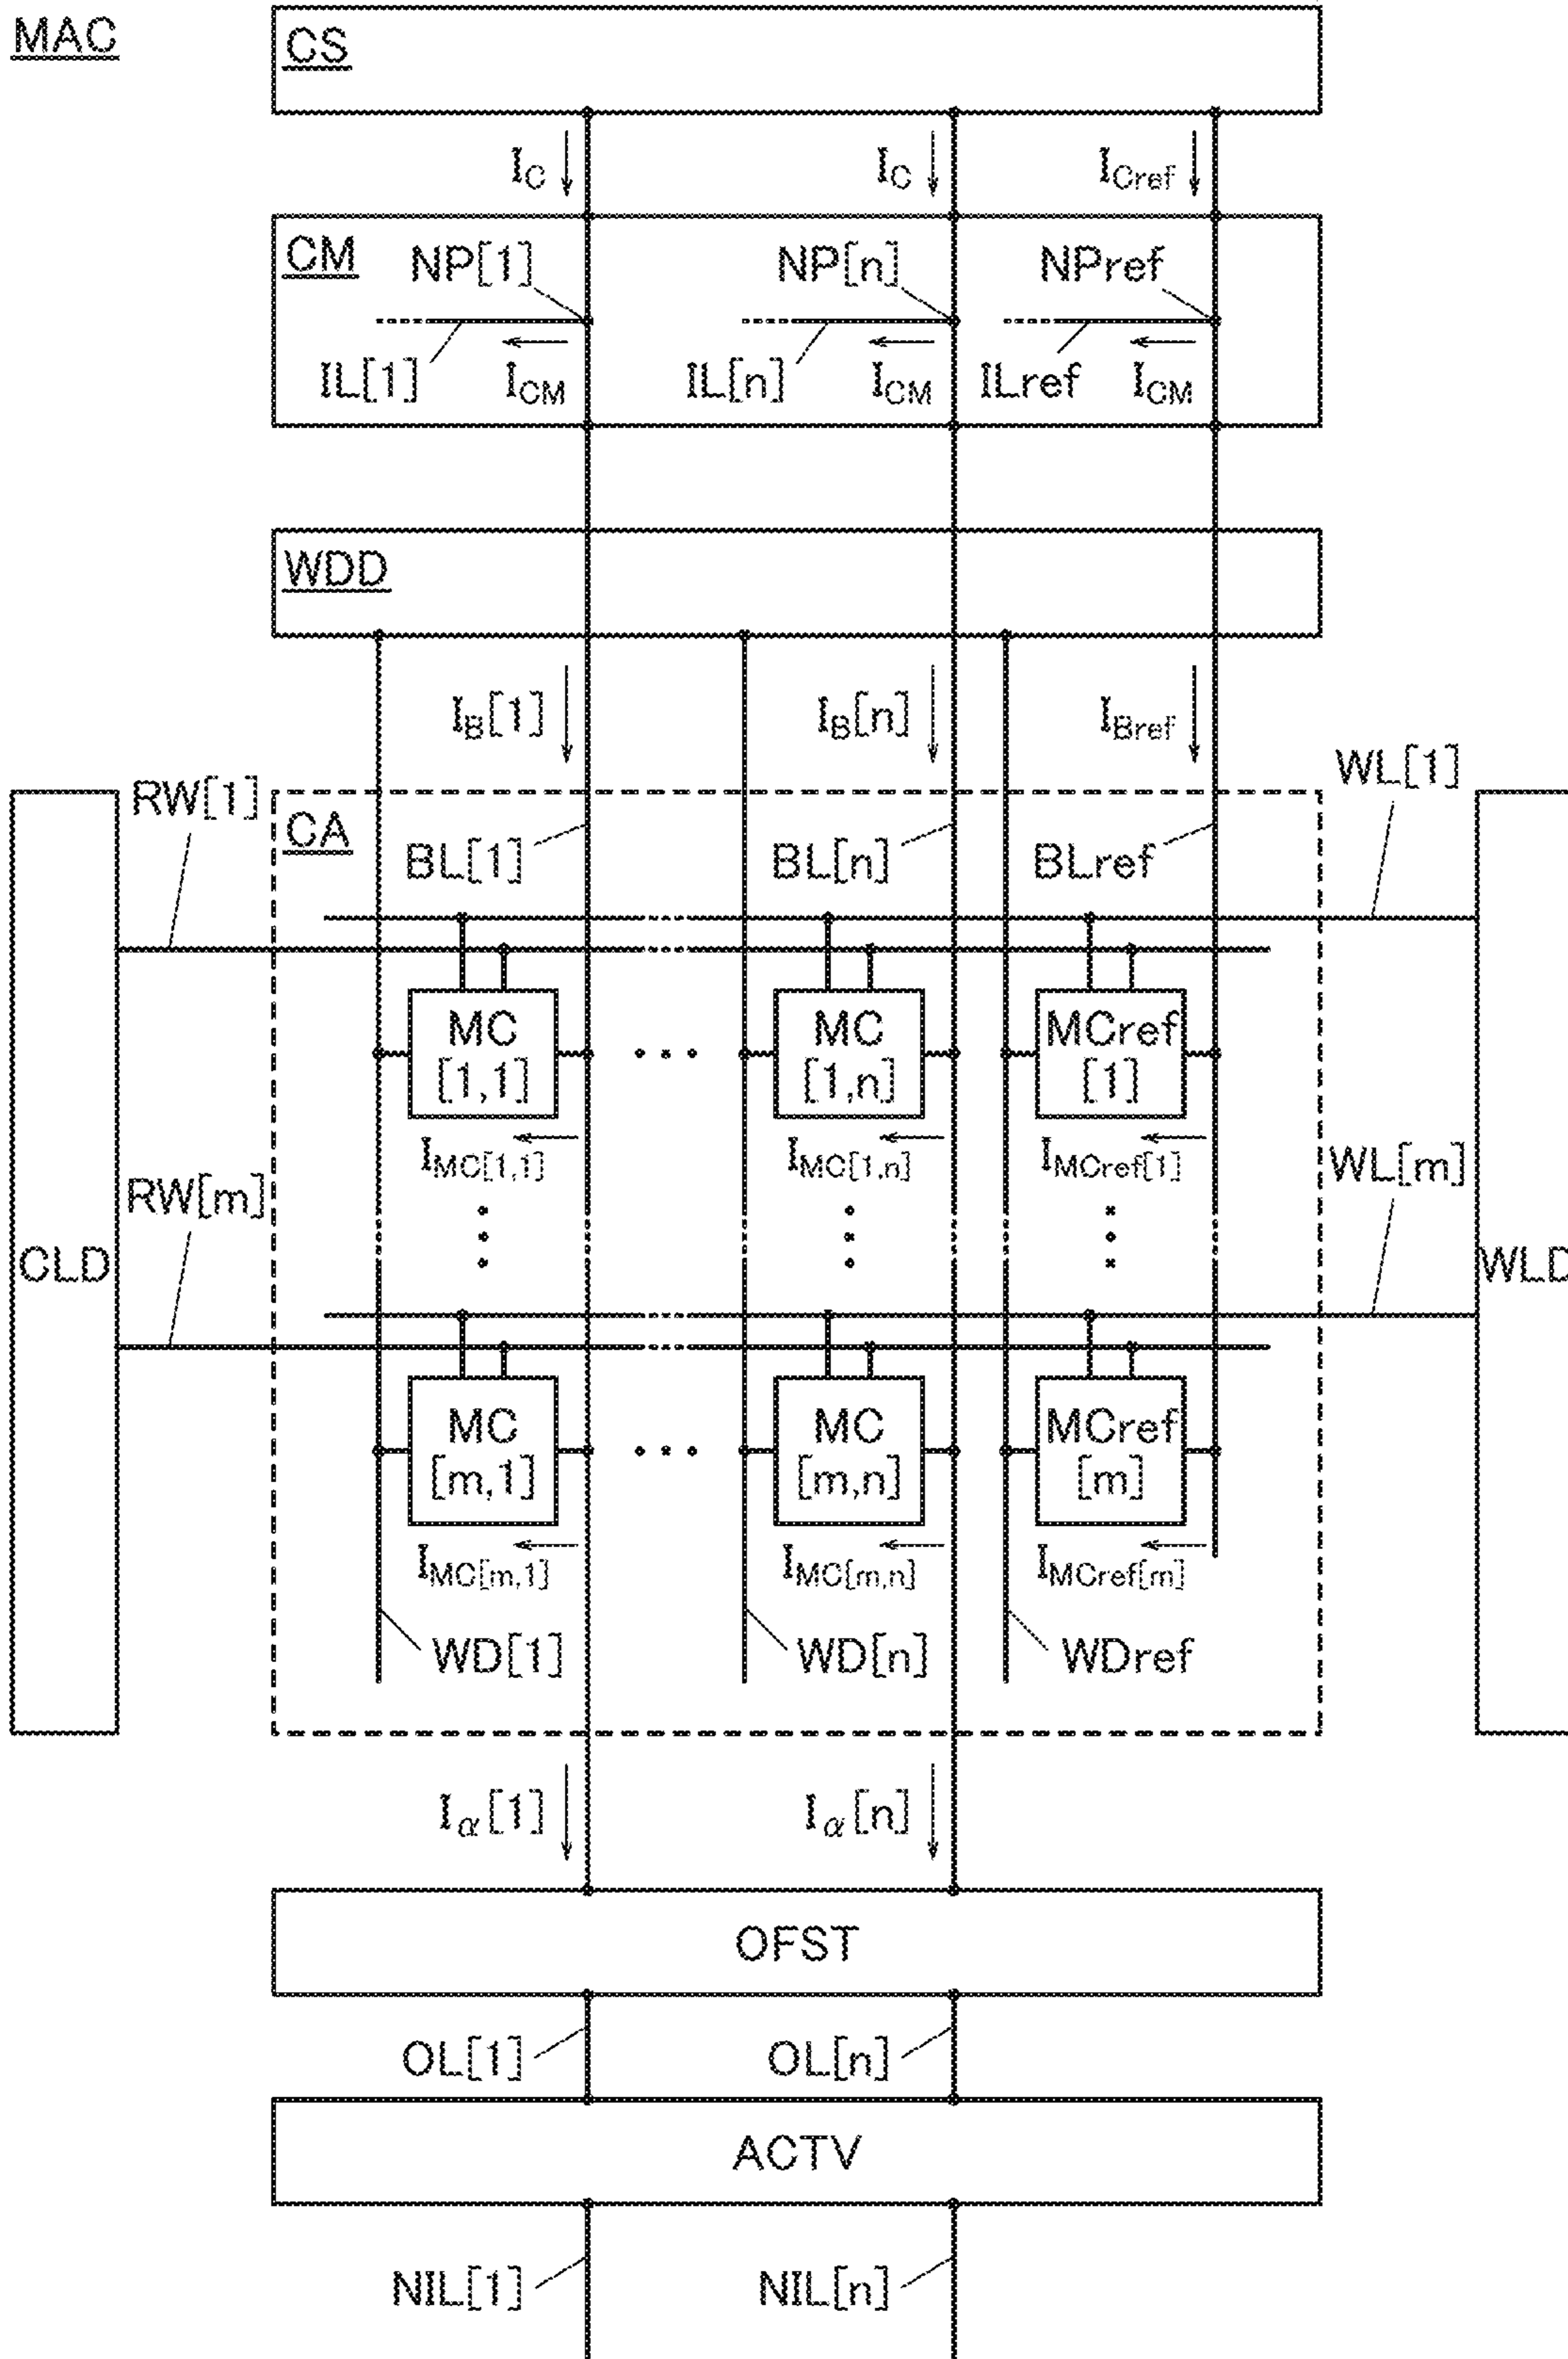 MAC
CS
I_C I_C I_Cref
CM
NP[1] NP[n] NPref
IL[1] I_CM IL[n] I_CM ILref I_CM
WDD
I_B[1] I_B[n] I_Bref
RW[1] WL[1]
CA
BL[1] BL[n] BLref
MC MC MCref
[1,1] [1,n] [1]
I_MC[1,1] I_MC[1,n] I_MCref[1]
RW[m] WL[m]
CLD WLD
MC MC MCref
[m,1] [m,n] [m]
I_MC[m,1] I_MC[m,n] I_MCref[m]
WD[1] WD[n] WDref
I_α[1] I_α[n]
OFST
OL[1] OL[n]
ACTV
NIL[1] NIL[n]